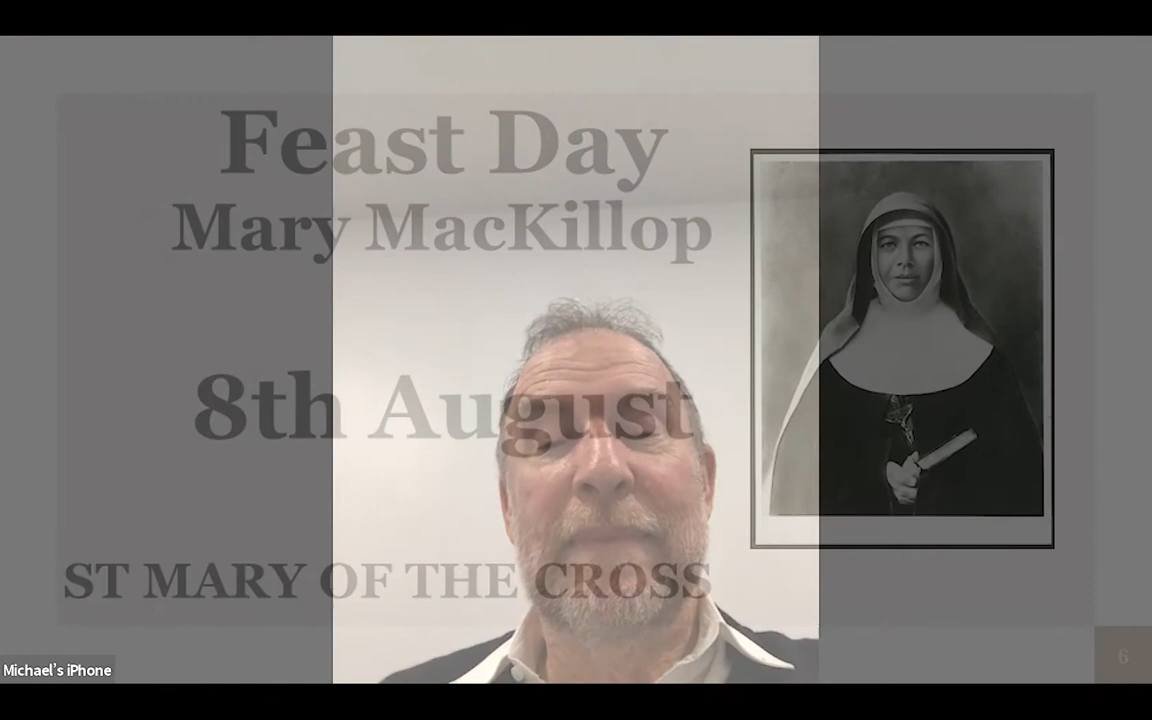 Feast Day
Mary MacKillop
8th August
ST MARY OF THE CROSS
Michael's iPhone
6